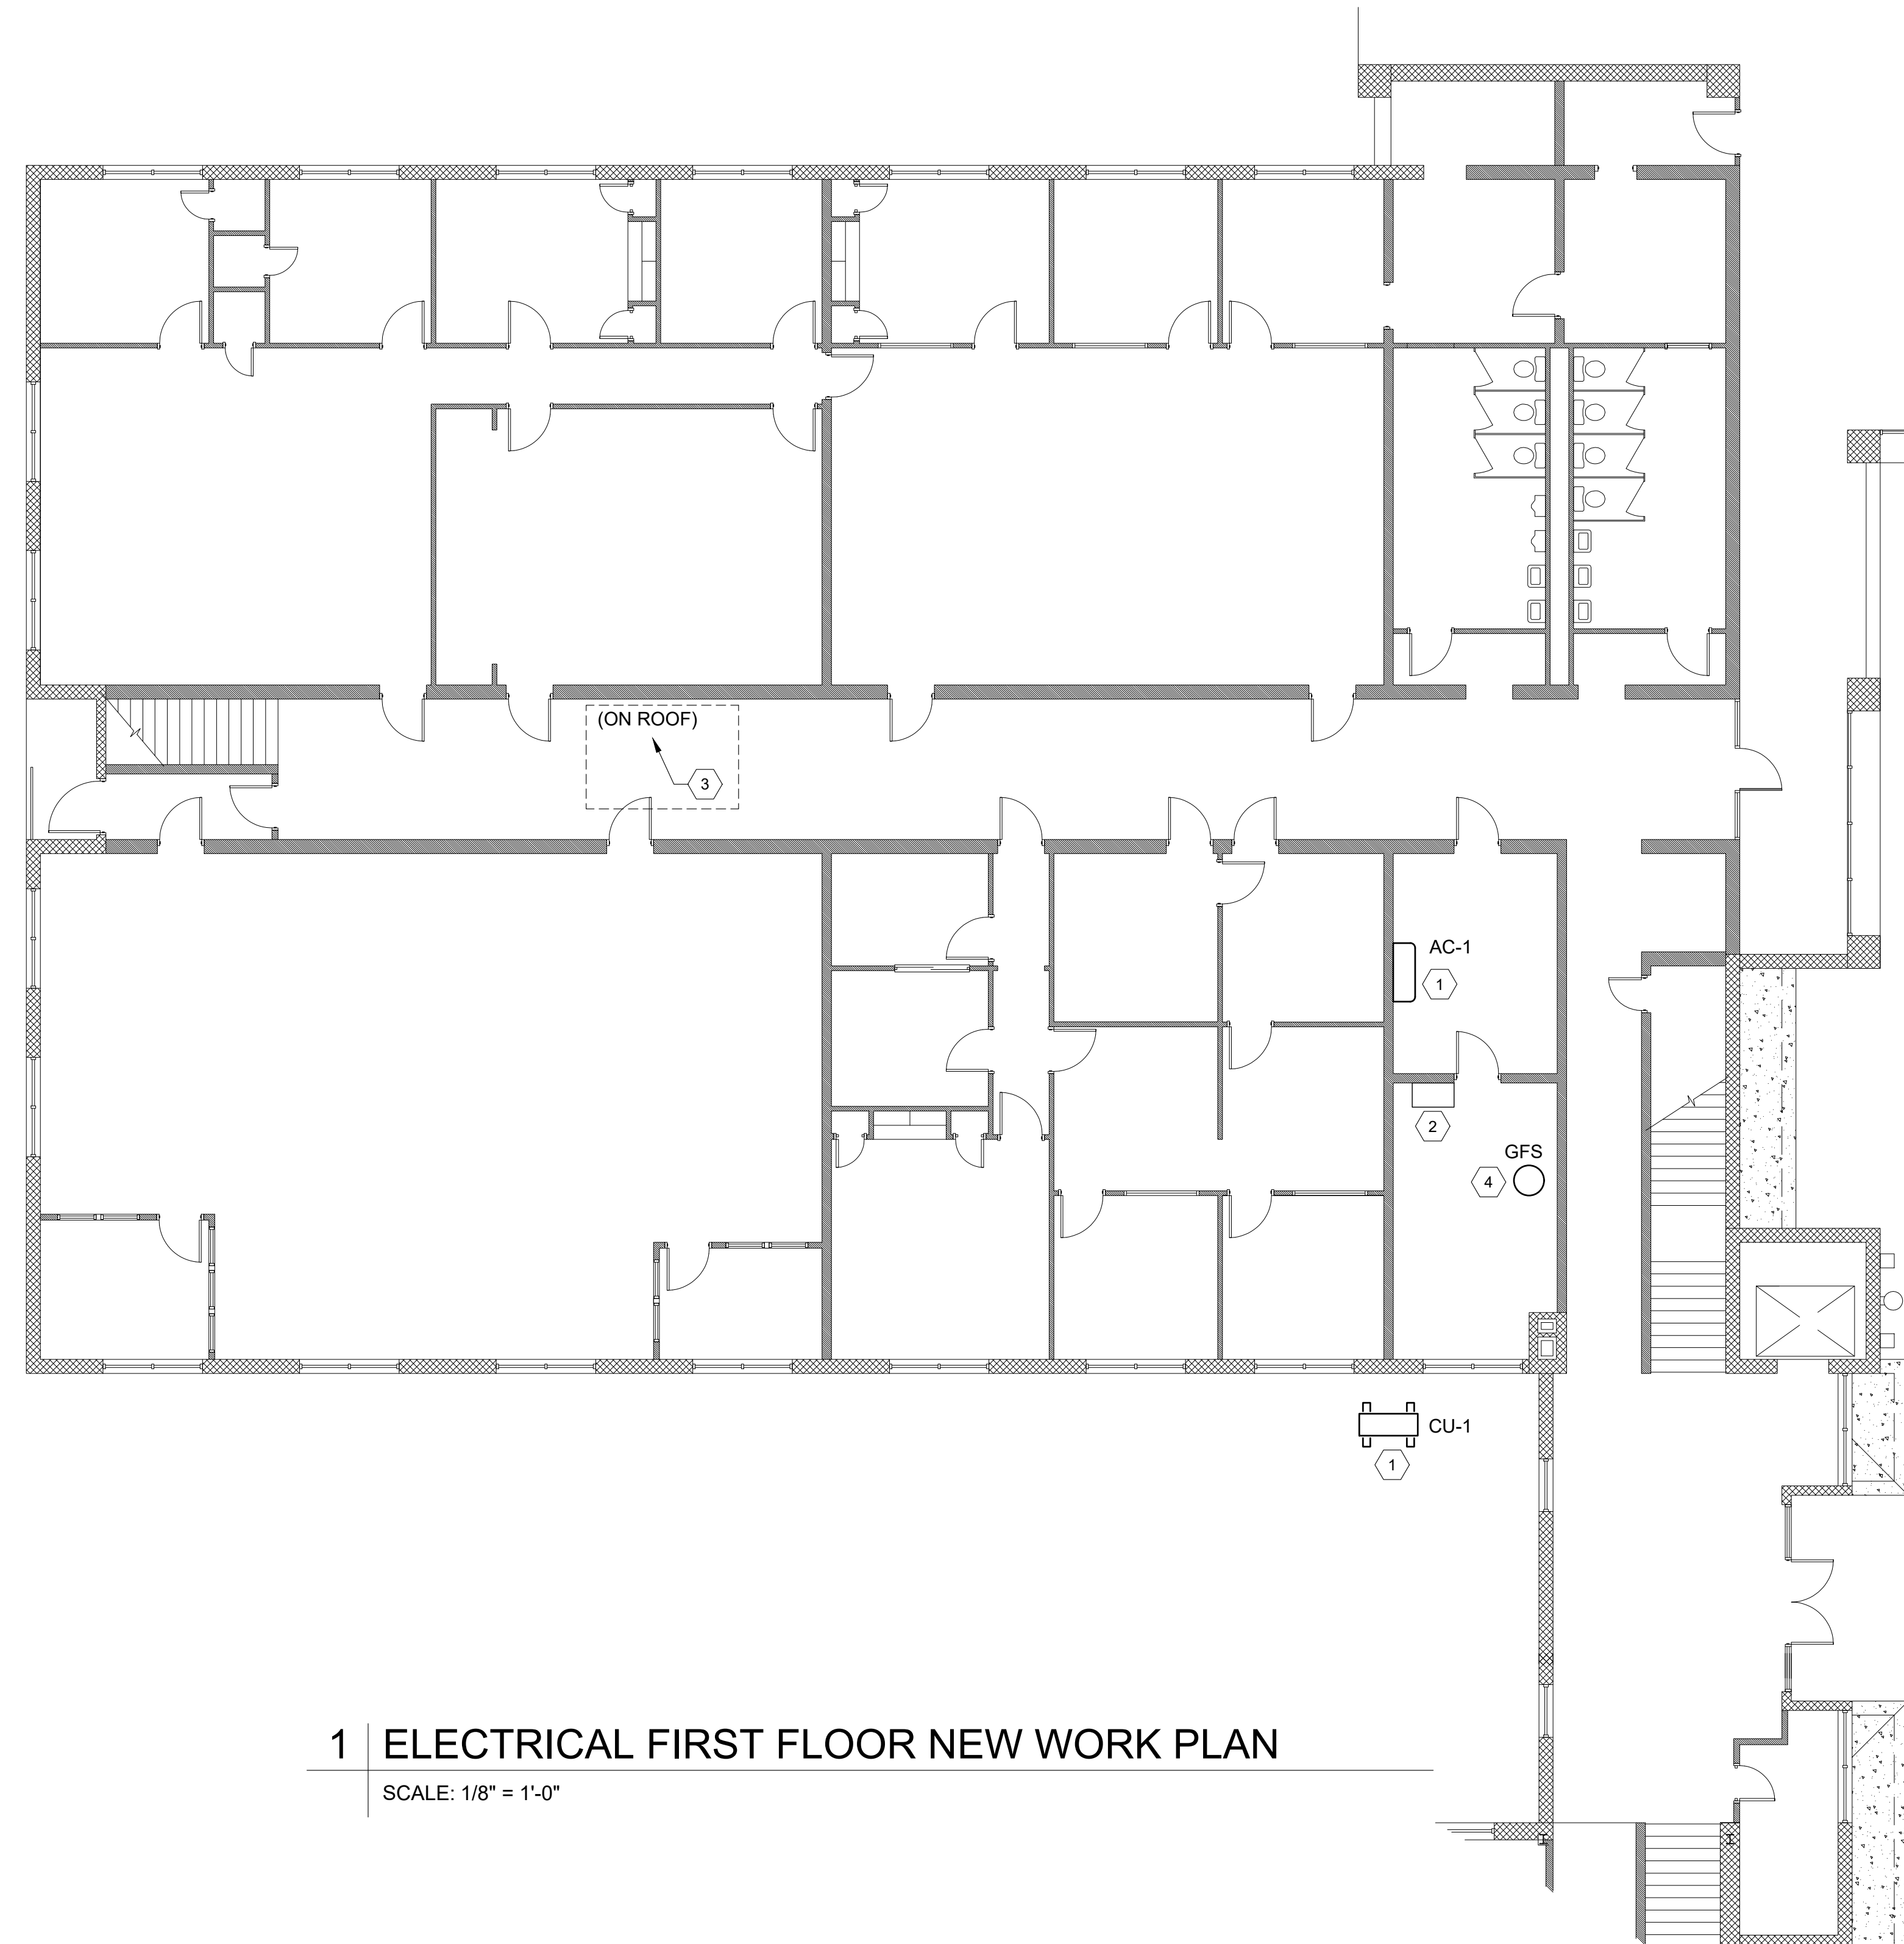 (ON ROOF)
3
AC-1
1
2
GFS
4
CU-1
1
1 ELECTRICAL FIRST FLOOR NEW WORK PLAN
SCALE: 1/8" = 1'-0"